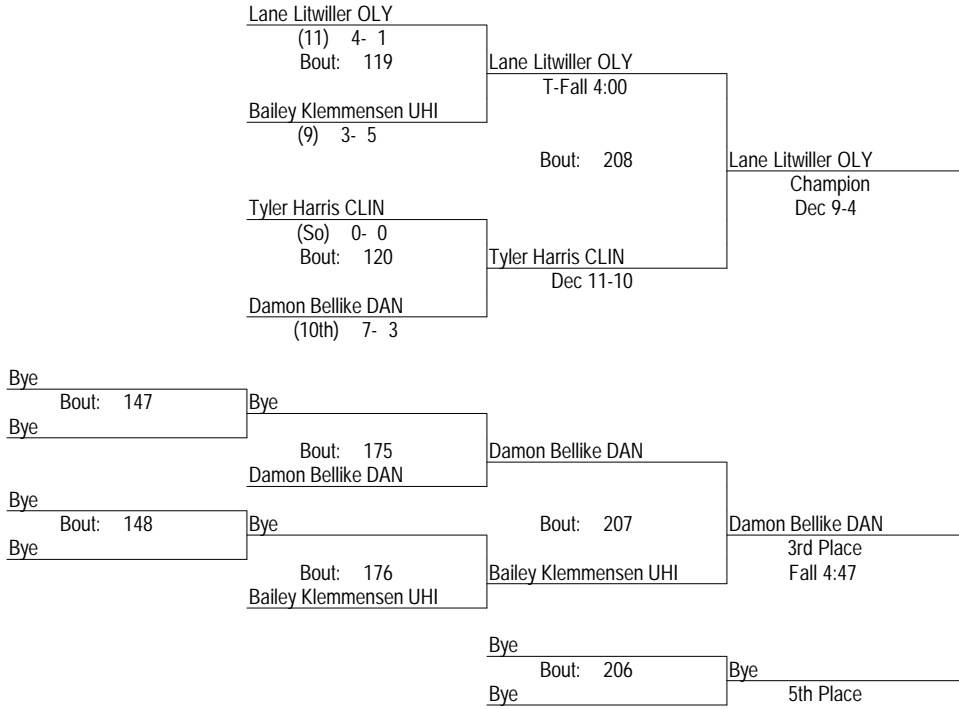 Lane Litwiller OLY
(11) 4- 1
Bout: 119
Lane Litwiller OLY
T-Fall 4:00
Bailey Klemmensen UHI
(9) 3- 5
Bout: 208
Lane Litwiller OLY
Champion
Dec 9-4
Tyler Harris CLIN
(So) 0- 0
Bout: 120
Tyler Harris CLIN
Dec 11-10
Damon Bellike DAN
(10th) 7- 3
Bye
Bout: 147
Bye
Bye
Bout: 175
Damon Bellike DAN
Damon Bellike DAN
Bye
Bout: 148
Bye
Bye
Bout: 207
Damon Bellike DAN
3rd Place
Fall 4:47
Bout: 176
Bailey Klemmensen UHI
Bailey Klemmensen UHI
Bye
Bout: 206
Bye
Bye
5th Place